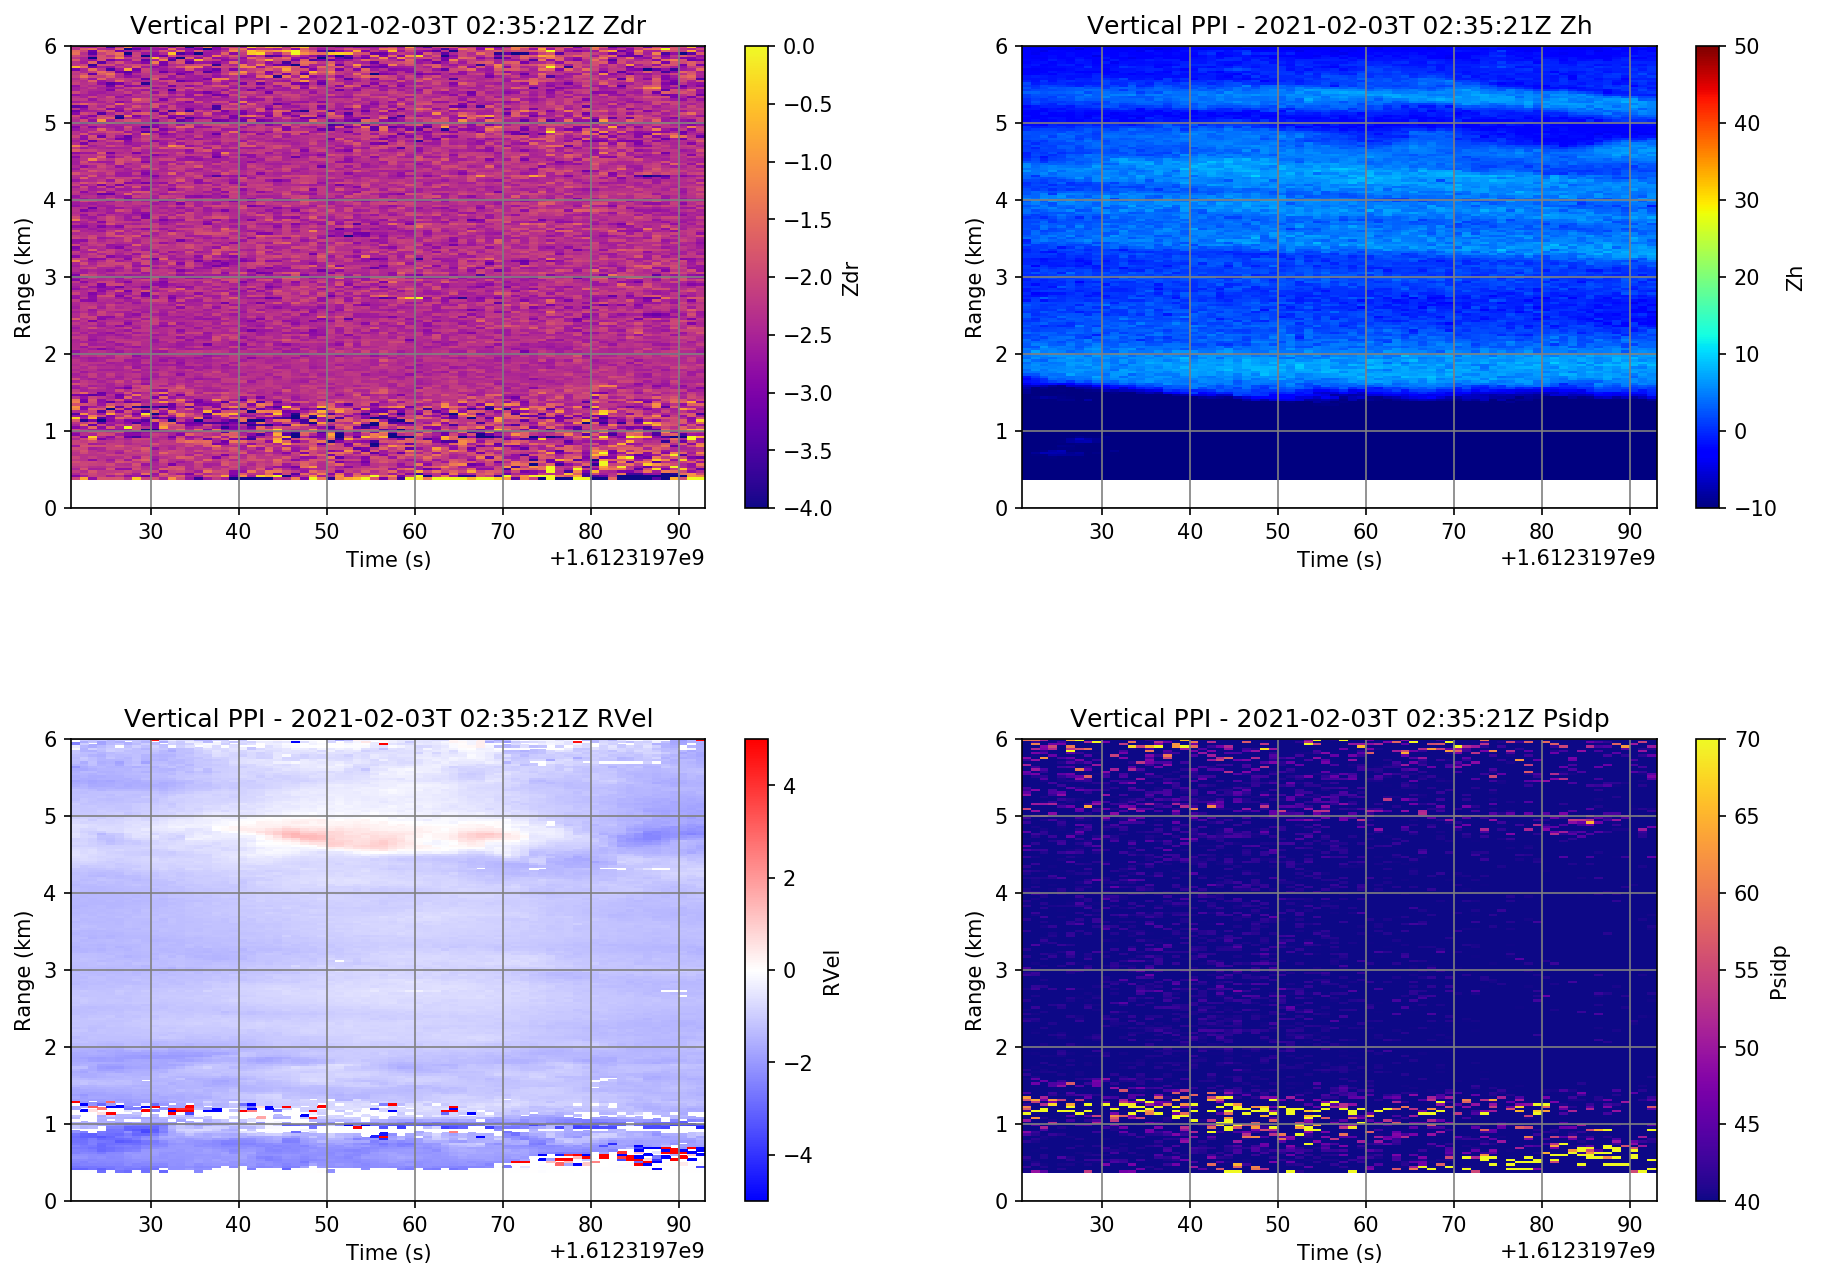 Vertical PPI - 2021-02-03T 02:35:21Z Zdr
6
5
4
3
2
1
0
Range (km)
30 40 50 60 70 80 90
Time (s)
+1.6123197e9
0.0
−0.5
−1.0
−1.5
−2.0
−2.5
−3.0
−3.5
−4.0
Zdr
Vertical PPI - 2021-02-03T 02:35:21Z Zh
6
5
4
3
2
1
0
Range (km)
30 40 50 60 70 80 90
Time (s)
+1.6123197e9
50
40
30
20
10
0
−10
Zh
Vertical PPI - 2021-02-03T 02:35:21Z RVel
6
5
4
3
2
1
0
Range (km)
30 40 50 60 70 80 90
Time (s)
+1.6123197e9
4
2
0
−2
−4
RVel
Vertical PPI - 2021-02-03T 02:35:21Z Psidp
6
5
4
3
2
1
0
Range (km)
30 40 50 60 70 80 90
Time (s)
+1.6123197e9
70
65
60
55
50
45
40
Psidp